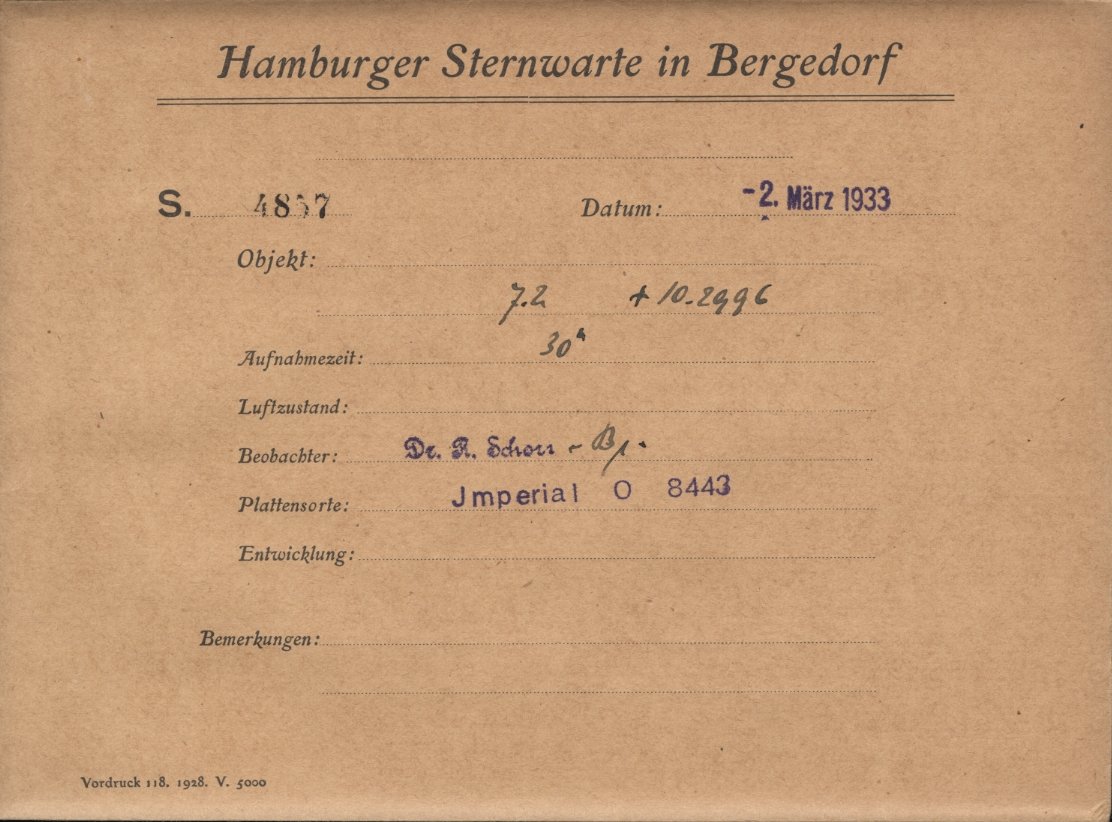 Hamburger Sternwarte in Bergedorf
S. 4857 Datum: -2. März 1933
Objekt:
7.2 +10.2996
Aufnahmezeit: 30
Luftzustand:
Beobachter: Dr. R. Schorr -
Plattensorte: Jmperial O 8443
Entwicklung:
Bemerkungen:
Vordruck 118. 1928. V. 5000